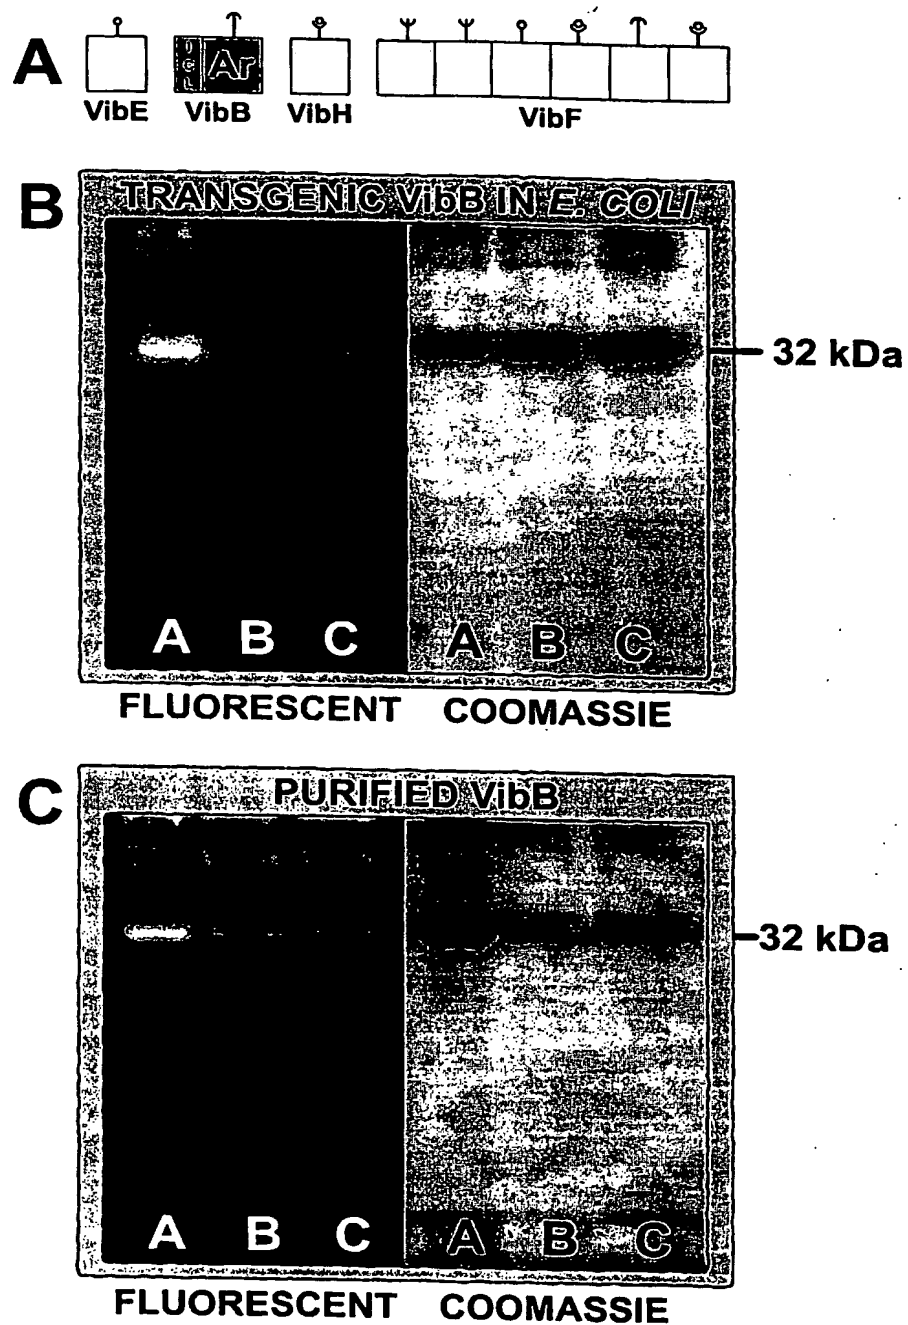 A
ICL Ar
VibE VibB VibH VibF
B
TRANSGENIC VibB IN E. COLI
32 kDa
A B C A B C
FLUORESCENT COOMASSIE
C
PURIFIED VibB
32 kDa
A B C A B C
FLUORESCENT COOMASSIE